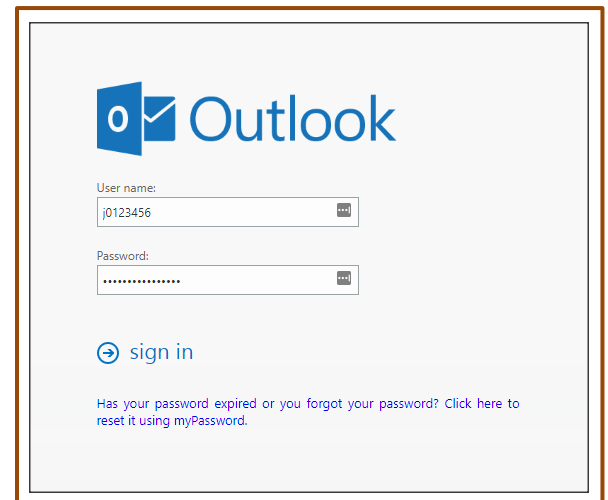 Outlook
User name:
j0123456
Password:
••••••••••••••••
sign in
Has your password expired or you forgot your password? Click here to
reset it using myPassword.